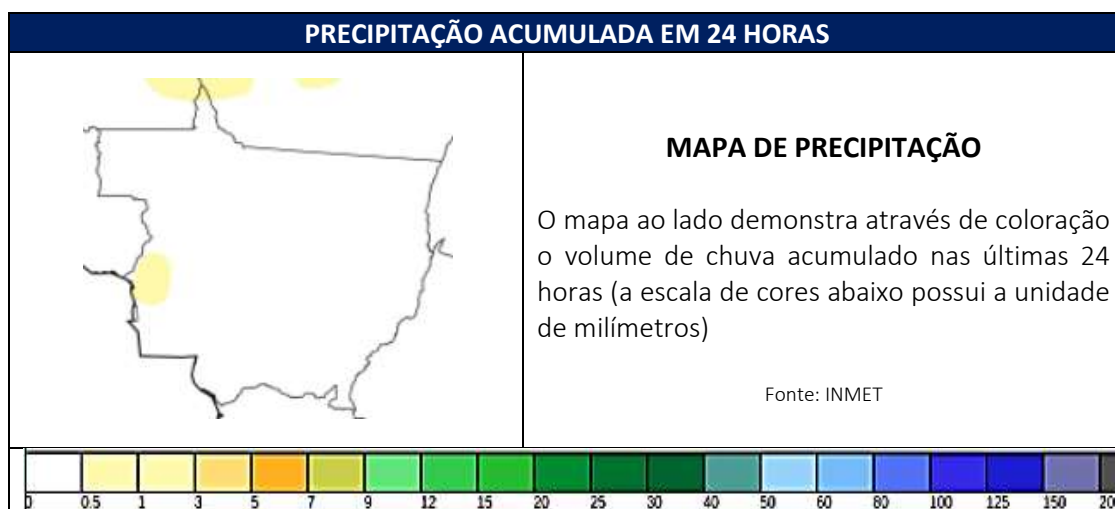 PRECIPITAÇÃO ACUMULADA EM 24 HORAS
MAPA DE PRECIPITAÇÃO
O mapa ao lado demonstra através de coloração
o volume de chuva acumulado nas últimas 24
horas (a escala de cores abaixo possui a unidade
de milímetros)
Fonte: INMET
0 0.5 1 3 5 7 9 12 15 20 25 30 40 50 60 80 100 125 150